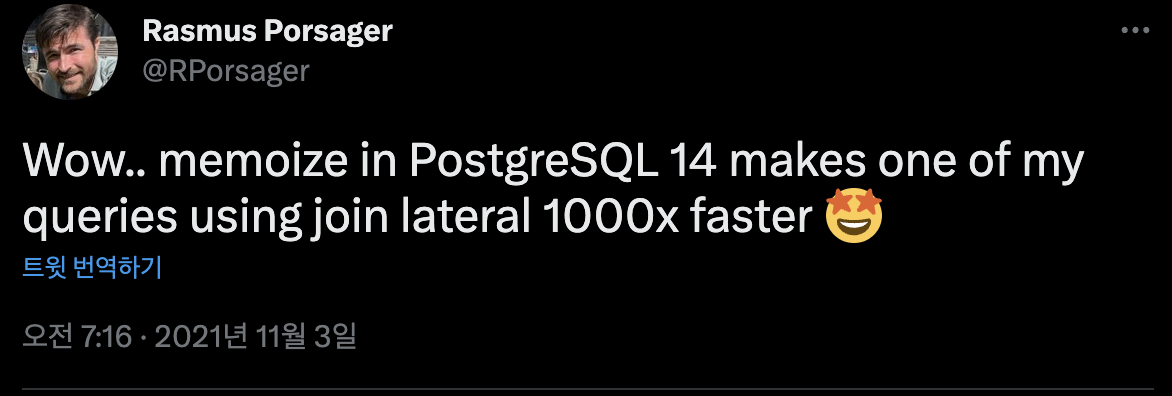 Rasmus Porsager
@RPorsager
Wow.. memoize in PostgreSQL 14 makes one of my
queries using join lateral 1000x faster 🤩
트윗 번역하기
오전 7:16 · 2021년 11월 3일